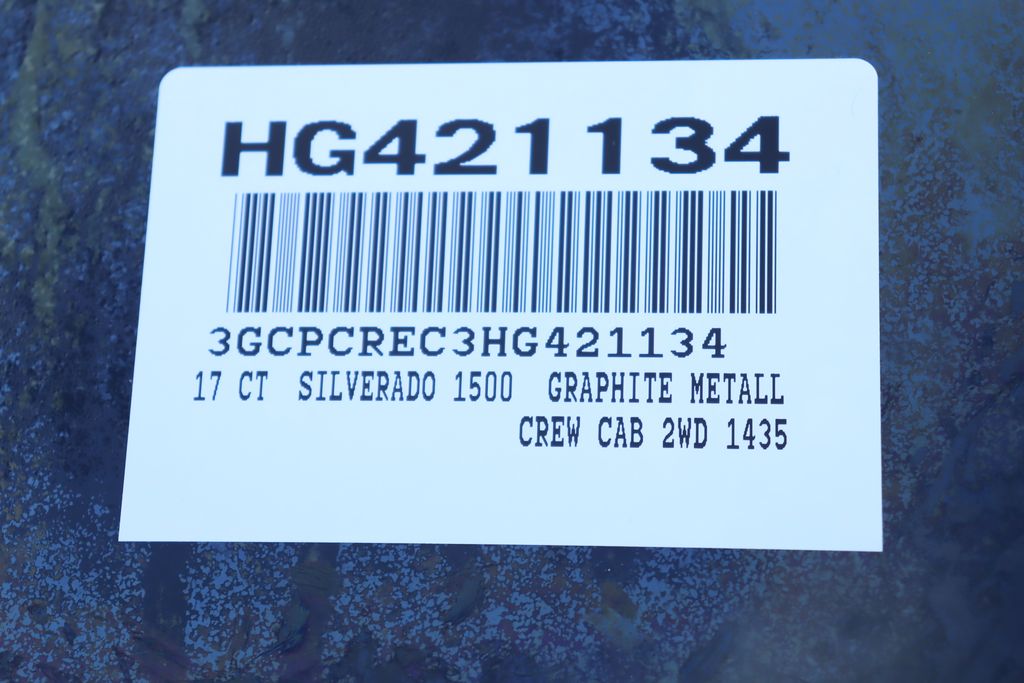 HG421134
3GCPCREC3HG421134
17 CT SILVERADO 1500 GRAPHITE METALL
CREW CAB 2WD 1435